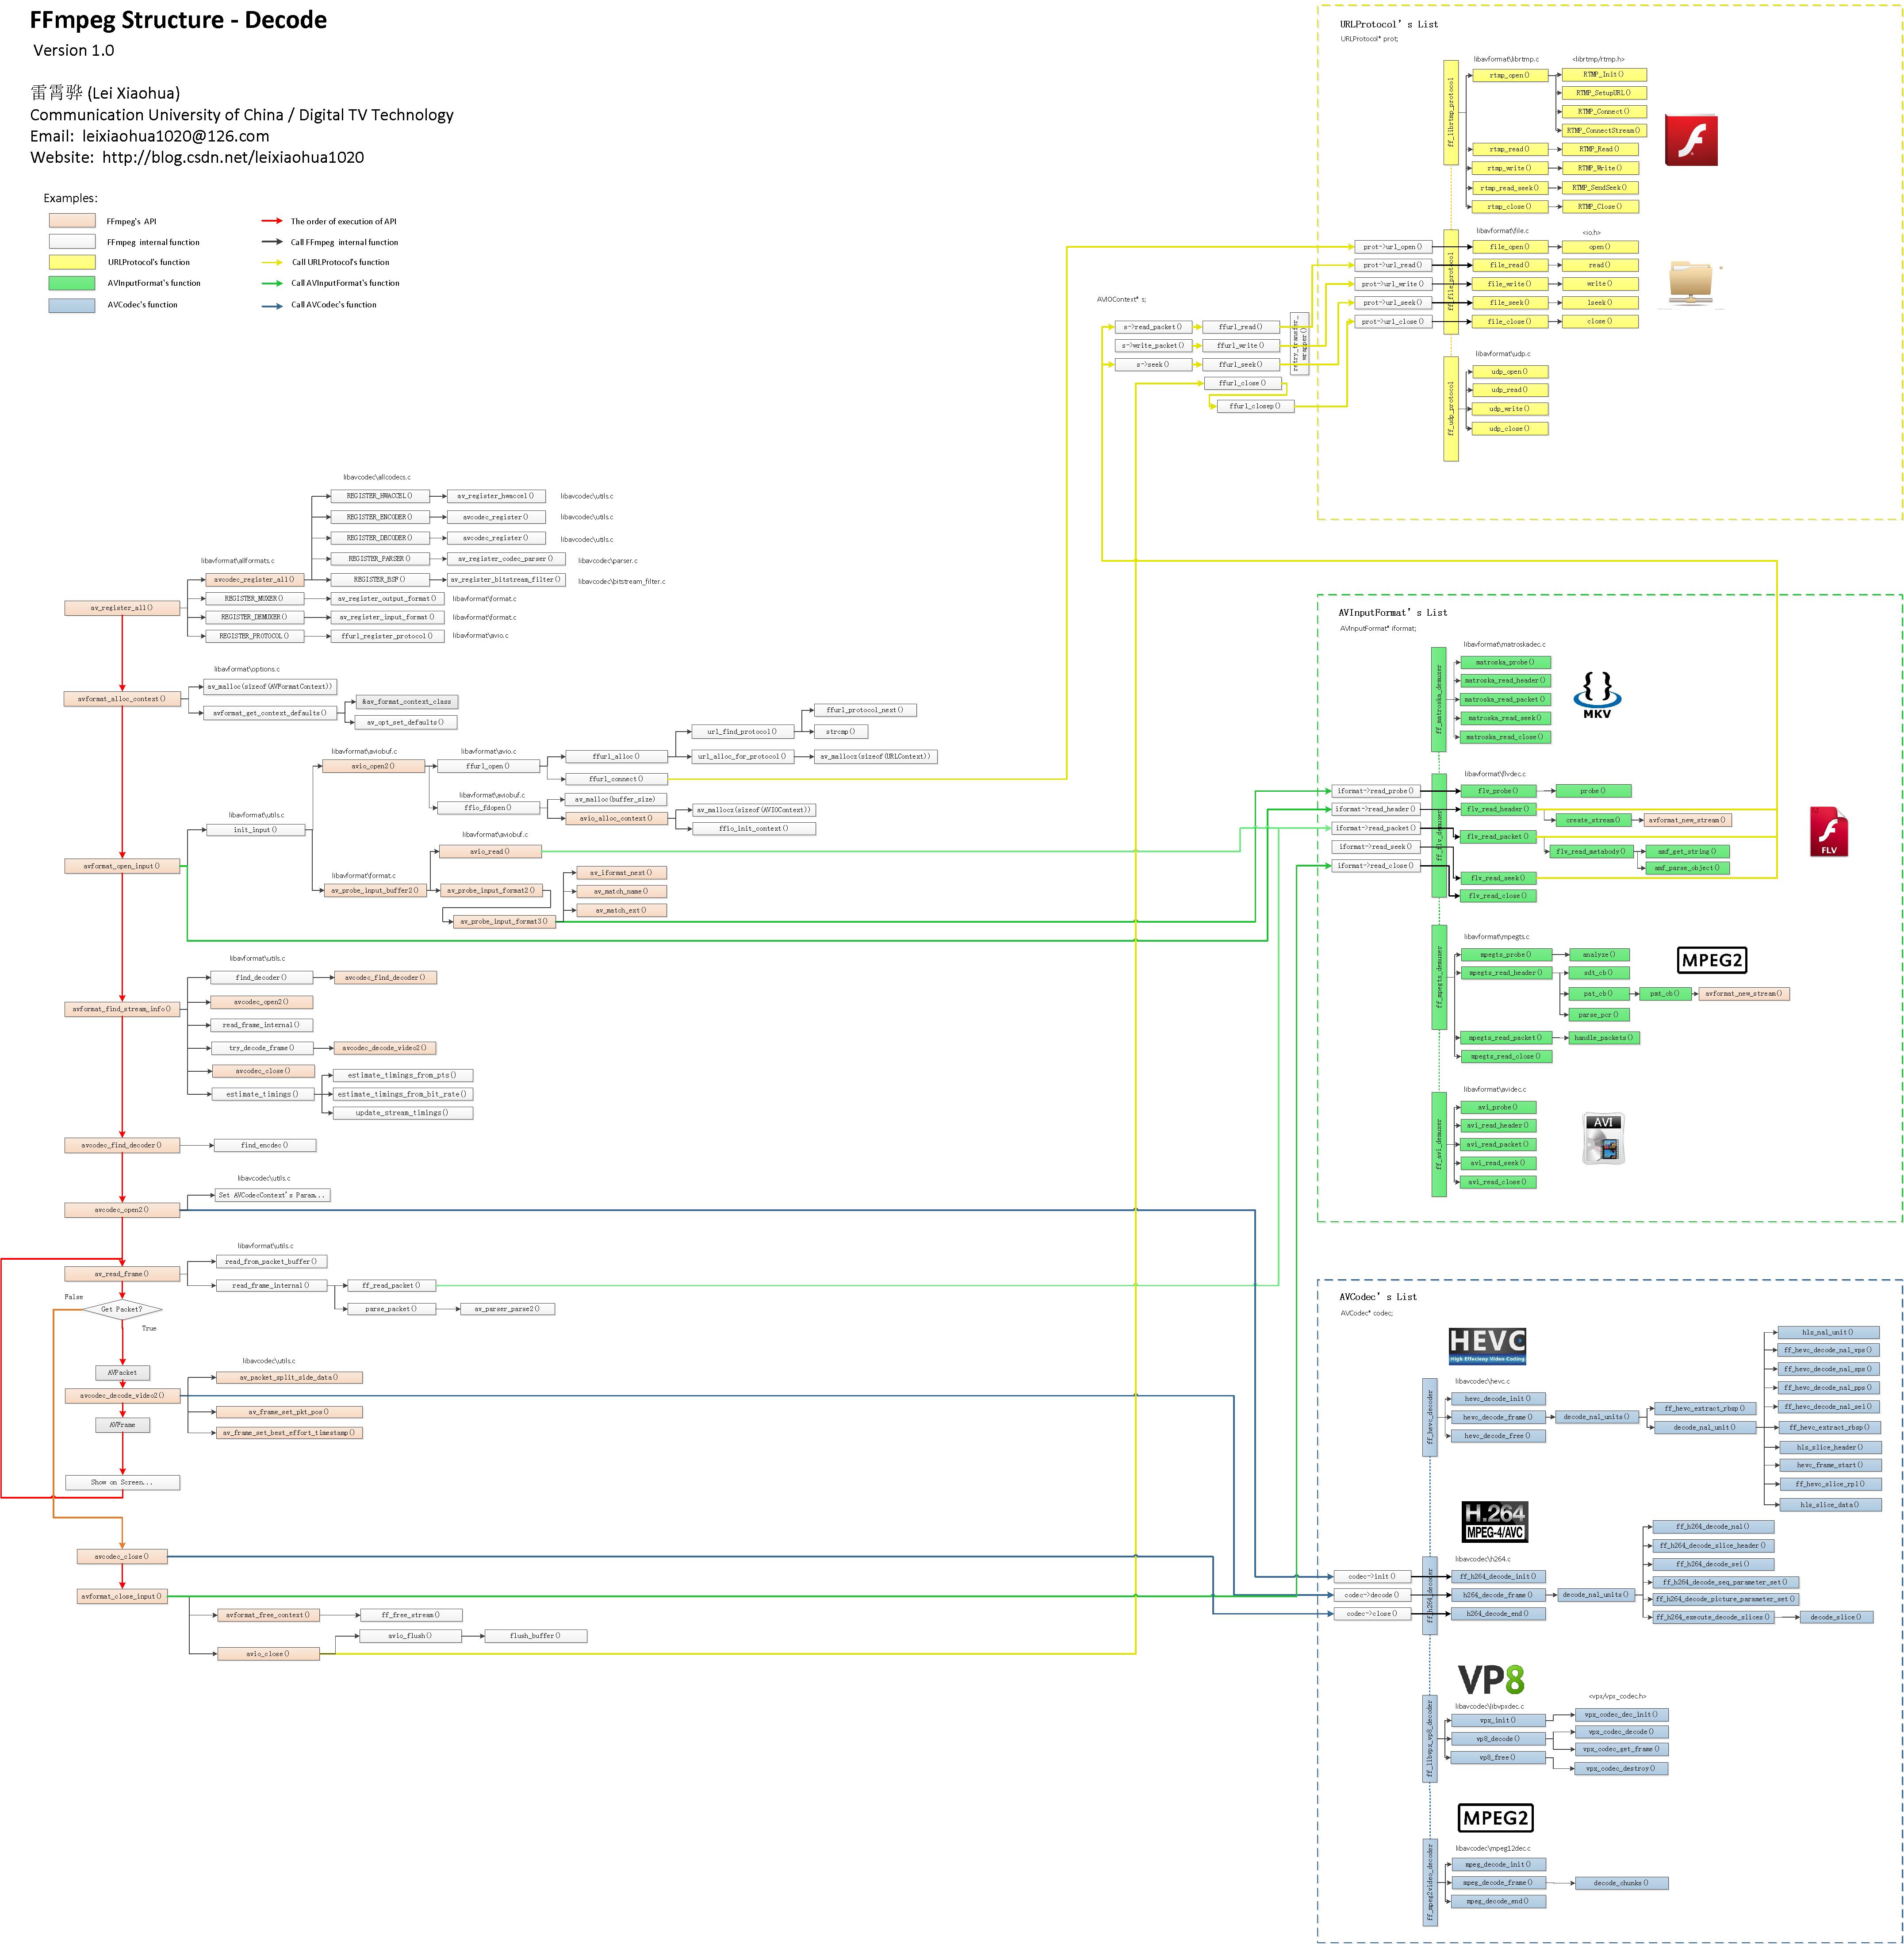 FFmpeg Structure - Decode
Version 1.0
雷霄骅 (Lei Xiaohua)
Communication University of China / Digital TV Technology
Email: leixiaohua1020@126.com
Website: http://blog.csdn.net/leixiaohua1020
Examples:
FFmpeg's API
The order of execution of API
FFmpeg internal function
Call FFmpeg internal function
URLProtocol's function
Call URLProtocol's function
AVInputFormat's function
Call AVInputFormat's function
AVCodec's function
Call AVCodec's function
libavcodec\allcodecs.c
REGISTER_HWACCEL()
av_register_hwaccel()
libavcodec\utils.c
REGISTER_ENCODER()
avcodec_register()
libavcodec\utils.c
REGISTER_DECODER()
avcodec_register()
libavcodec\utils.c
REGISTER_PARSER()
av_register_codec_parser()
libavcodec\parser.c
REGISTER_BSF()
av_register_bitstream_filter()
libavcodec\bitstream_filter.c
libavformat\allformats.c
avcodec_register_all()
av_register_all()
REGISTER_MUXER()
av_register_output_format()
libavformat\format.c
REGISTER_DEMUXER()
av_register_input_format()
libavformat\format.c
REGISTER_PROTOCOL()
ffurl_register_protocol()
libavformat\avio.c
libavformat\options.c
avformat_alloc_context()
av_malloc(sizeof(AVFormatContext))
avformat_get_context_defaults()
&av_format_context_class
av_opt_set_defaults()
libavformat\utils.c
avformat_open_input()
init_input()
libavformat\aviobuf.c
avio_open2()
libavformat\avio.c
ffurl_open()
ffurl_alloc()
url_find_protocol()
ffurl_protocol_next()
strcmp()
url_alloc_for_protocol()
av_mallocz(sizeof(URLContext))
ffurl_connect()
libavformat\aviobuf.c
ffio_fdopen()
av_malloc(buffer_size)
avio_alloc_context()
av_mallocz(sizeof(AVIOContext))
ffio_init_context()
libavformat\aviobuf.c
avio_read()
libavformat\format.c
av_probe_input_buffer2()
av_probe_input_format2()
av_probe_input_format3()
av_iformat_next()
av_match_name()
av_match_ext()
libavformat\utils.c
avformat_find_stream_info()
find_decoder()
avcodec_find_decoder()
avcodec_open2()
read_frame_internal()
try_decode_frame()
avcodec_decode_video2()
avcodec_close()
estimate_timings()
estimate_timings_from_pts()
estimate_timings_from_bit_rate()
update_stream_timings()
avcodec_find_decoder()
find_encdec()
libavcodec\utils.c
Set AVCodecContext's Param...
avcodec_open2()
libavformat\utils.c
av_read_frame()
read_from_packet_buffer()
read_frame_internal()
ff_read_packet()
parse_packet()
av_parser_parse2()
False
Get Packet?
True
AVPacket
libavcodec\utils.c
avcodec_decode_video2()
av_packet_split_side_data()
av_frame_set_pkt_pos()
av_frame_set_best_effort_timestamp()
AVFrame
Show on Screen...
avcodec_close()
avformat_close_input()
avformat_free_context()
ff_free_stream()
avio_flush()
flush_buffer()
avio_close()
AVIOContext* s;
s->read_packet()
ffurl_read()
s->write_packet()
ffurl_write()
s->seek()
ffurl_seek()
ffurl_close()
ffurl_closep()
retry_transfer_
wrapper()
URLProtocol's List
URLProtocol* prot;
libavformat\librtmp.c
<librtmp/rtmp.h>
ff_librtmp_protocol
rtmp_open()
RTMP_Init()
RTMP_SetupURL()
RTMP_Connect()
RTMP_ConnectStream()
rtmp_read()
RTMP_Read()
rtmp_write()
RTMP_Write()
rtmp_read_seek()
RTMP_SendSeek()
rtmp_close()
RTMP_Close()
libavformat\file.c
<io.h>
ff_file_protocol
prot->url_open()
file_open()
open()
prot->url_read()
file_read()
read()
prot->url_write()
file_write()
write()
prot->url_seek()
file_seek()
lseek()
prot->url_close()
file_close()
close()
libavformat\udp.c
ff_udp_protocol
udp_open()
udp_read()
udp_write()
udp_close()
AVInputFormat's List
AVInputFormat* iformat;
libavformat\matroskadec.c
ff_matroska_demuxer
matroska_probe()
matroska_read_header()
matroska_read_packet()
matroska_read_seek()
matroska_read_close()
MKV
libavformat\flvdec.c
ff_flv_demuxer
iformat->read_probe()
flv_probe()
probe()
iformat->read_header()
flv_read_header()
create_stream()
avformat_new_stream()
iformat->read_packet()
flv_read_packet()
flv_read_metabody()
amf_get_string()
amf_parse_object()
iformat->read_seek()
flv_read_seek()
iformat->read_close()
flv_read_close()
FLV
libavformat\mpegts.c
ff_mpegts_demuxer
mpegts_probe()
analyze()
mpegts_read_header()
sdt_cb()
pat_cb()
pmt_cb()
avformat_new_stream()
parse_pcr()
mpegts_read_packet()
handle_packets()
mpegts_read_close()
MPEG2
libavformat\avidec.c
ff_avi_demuxer
avi_probe()
avi_read_header()
avi_read_packet()
avi_read_seek()
avi_read_close()
AVI
AVCodec's List
AVCodec* codec;
HEVC
High Effecieny Video Coding
libavcodec\hevc.c
ff_hevc_decoder
hevc_decode_init()
hevc_decode_frame()
hevc_decode_free()
decode_nal_units()
ff_hevc_extract_rbsp()
decode_nal_unit()
hls_nal_unit()
ff_hevc_decode_nal_vps()
ff_hevc_decode_nal_sps()
ff_hevc_decode_nal_pps()
ff_hevc_decode_nal_sei()
ff_hevc_extract_rbsp()
hls_slice_header()
hevc_frame_start()
ff_hevc_slice_rpl()
hls_slice_data()
H.264
MPEG-4/AVC
libavcodec\h264.c
ff_h264_decoder
codec->init()
ff_h264_decode_init()
codec->decode()
h264_decode_frame()
codec->close()
h264_decode_end()
decode_nal_units()
ff_h264_decode_nal()
ff_h264_decode_slice_header()
ff_h264_decode_sei()
ff_h264_decode_seq_parameter_set()
ff_h264_decode_picture_parameter_set()
ff_h264_execute_decode_slices()
decode_slice()
VP8
libavcodec\libvpxdec.c
<vpx/vpx_codec.h>
ff_libvpx_vp8_decoder
vpx_init()
vpx_codec_dec_init()
vp8_decode()
vpx_codec_decode()
vpx_codec_get_frame()
vp8_free()
vpx_codec_destroy()
MPEG2
libavcodec\mpeg12dec.c
ff_mpeg2video_decoder
mpeg_decode_init()
mpeg_decode_frame()
decode_chunks()
mpeg_decode_end()